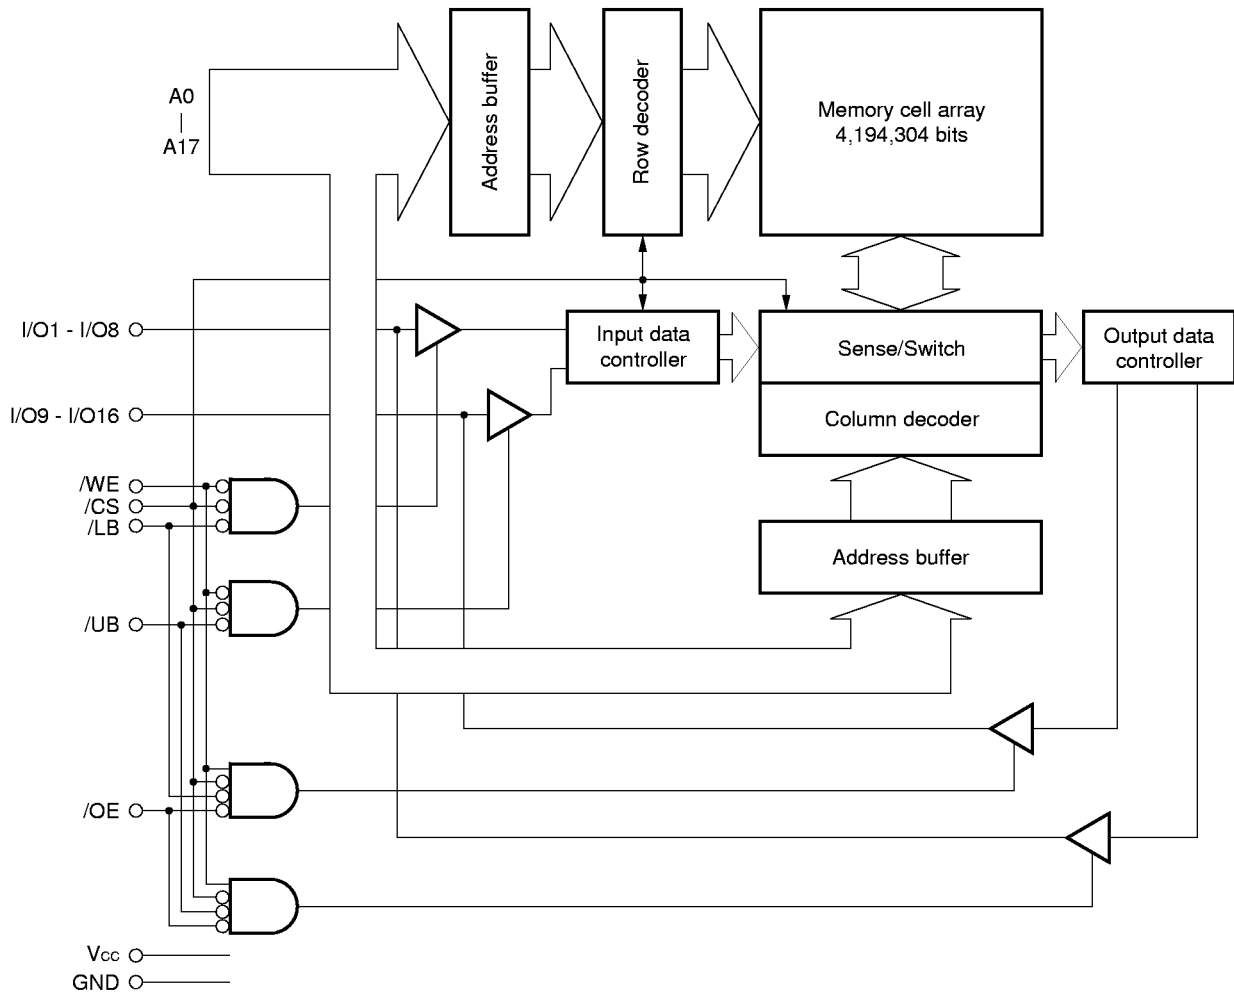 A0
|
A17
Address buffer
Row decoder
Memory cell array
4,194,304 bits
I/O1 - I/O8
Input data
controller
Sense/Switch
Output data
controller
I/O9 - I/O16
Column decoder
/WE
/CS
/LB
Address buffer
/UB
/OE
Vcc
GND